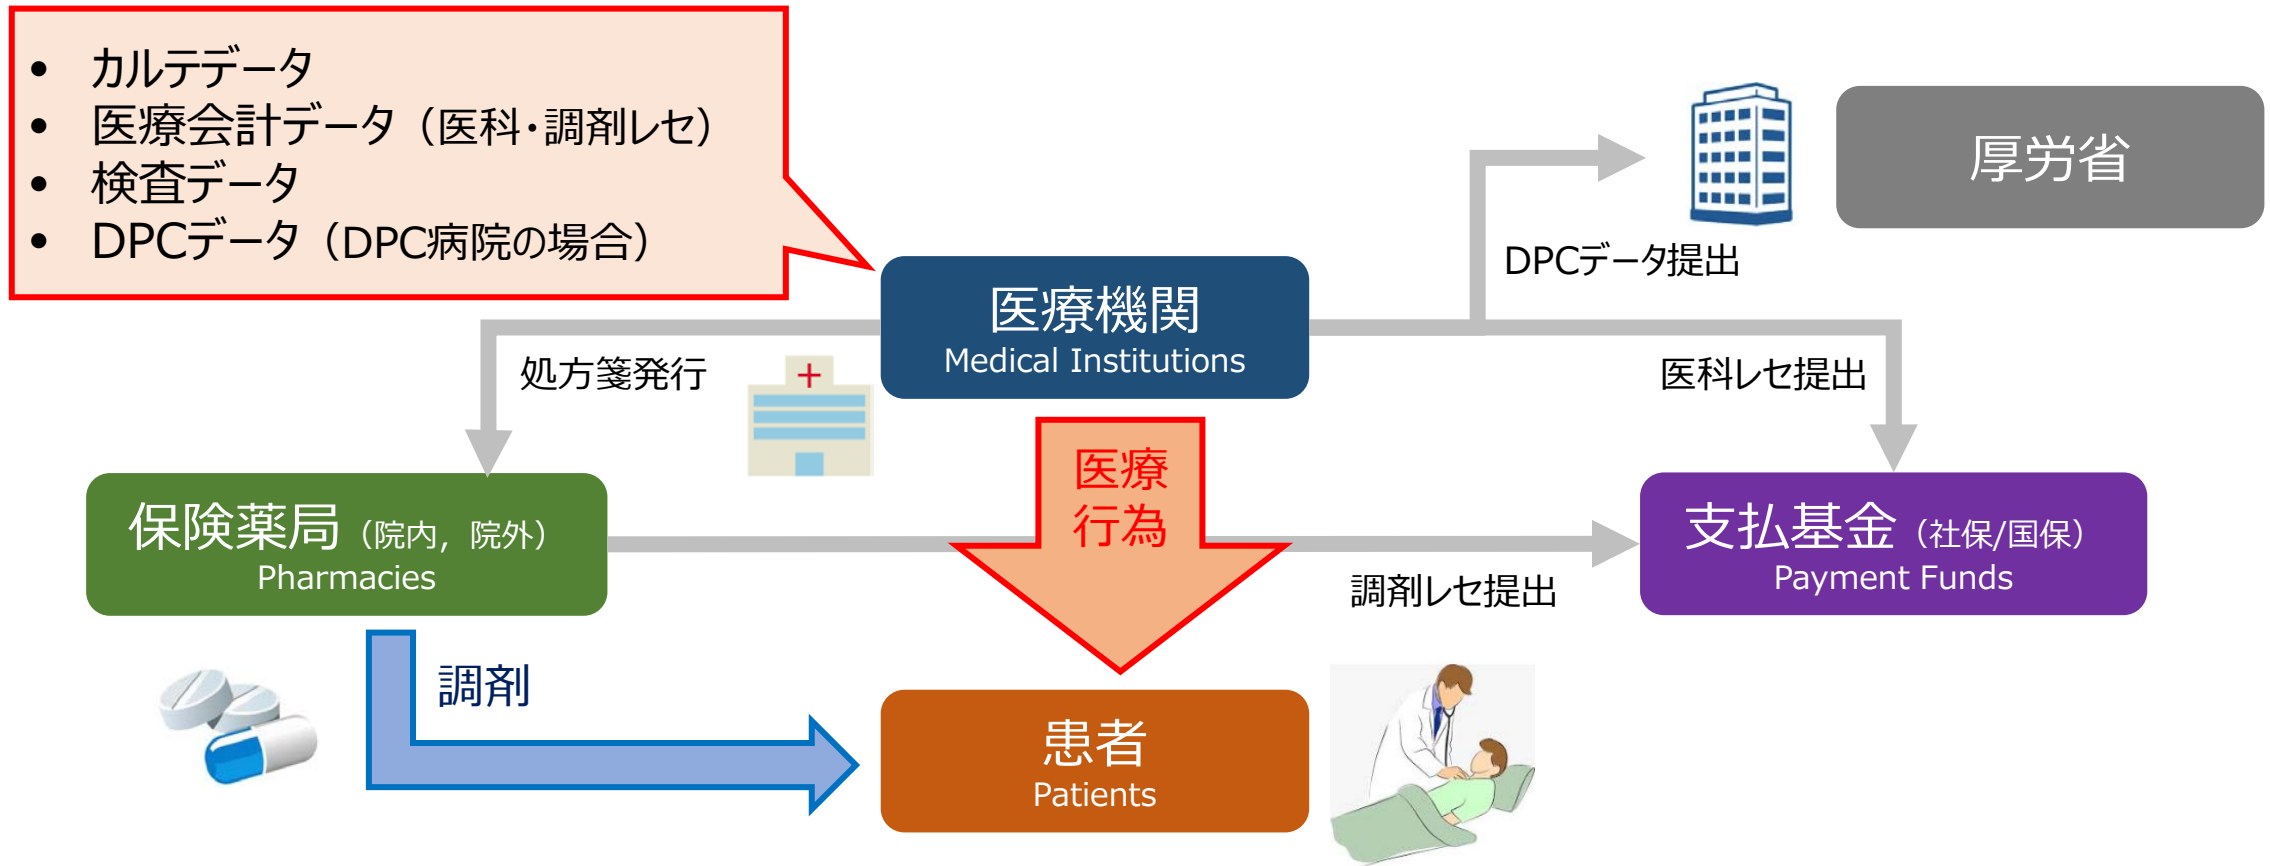 • カルテデータ
• 医療会計データ（医科・調剤レセ）
• 検査データ
• DPCデータ（DPC病院の場合）
厚労省
DPCデータ提出
医療機関
Medical Institutions
処方箋発行
医科レセ提出
医療
行為
保険薬局（院内，院外）
Pharmacies
支払基金（社保/国保）
Payment Funds
調剤レセ提出
調剤
患者
Patients